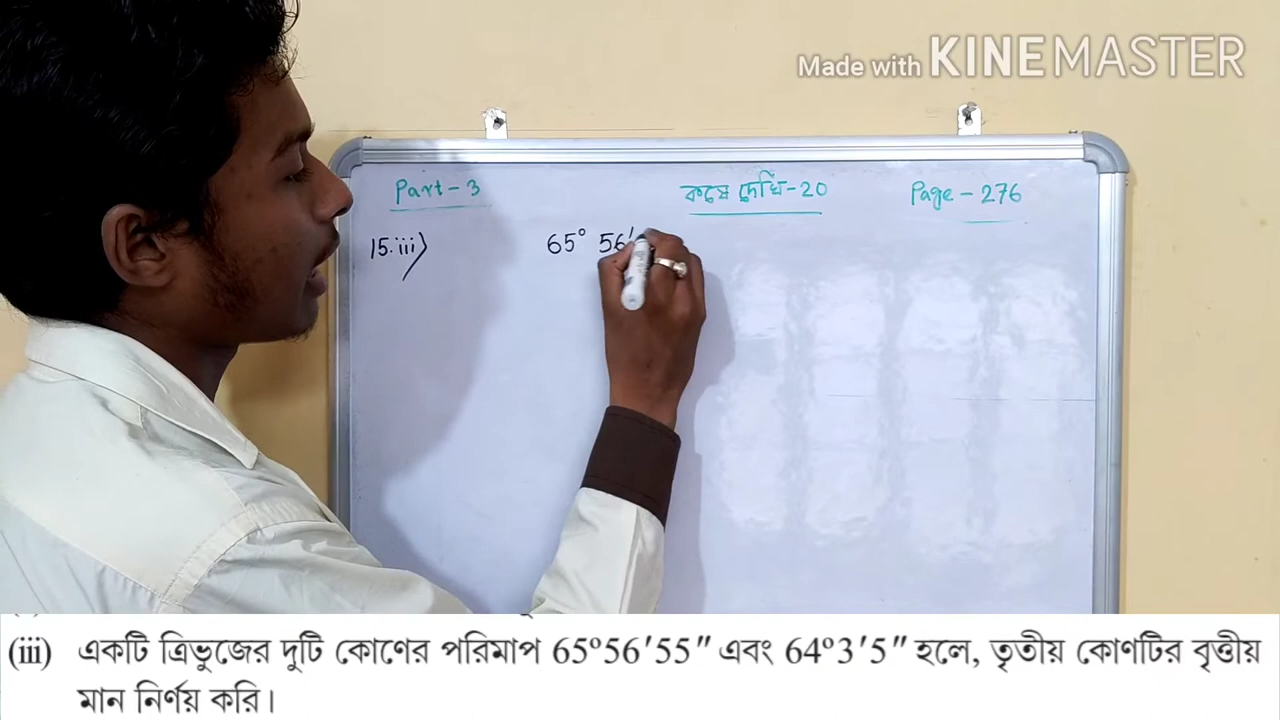 Made with KINEMASTER
Part-3 কষে দেখি-20 Page-276
15.iii) 65° 56'
(iii) একটি ত্রিভুজের দুটি কোণের পরিমাপ 65°56′55″ এবং 64°3′5″ হলে, তৃতীয় কোণটির বৃত্তীয়
মান নির্ণয় করি।